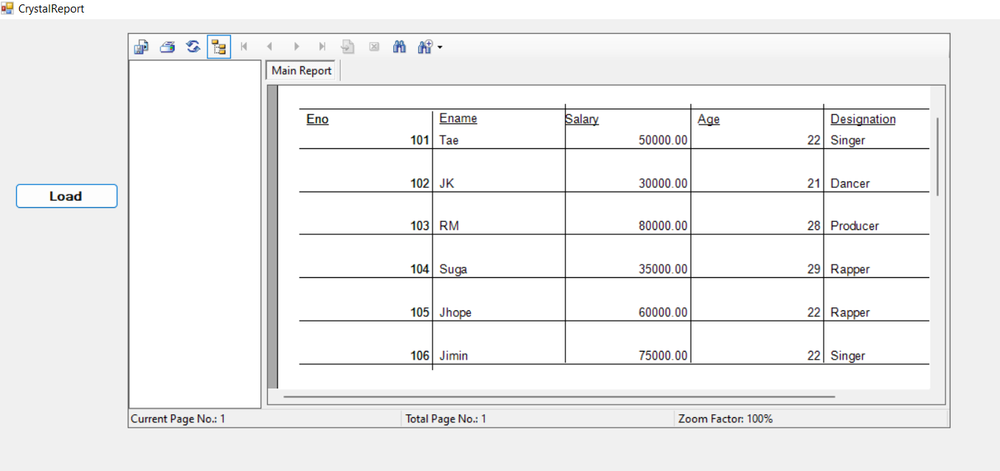 CrystalReport
Main Report
Eno Ename Salary Age Designation
101 Tae 50000.00 22 Singer
102 JK 30000.00 21 Dancer
Load
103 RM 80000.00 28 Producer
104 Suga 35000.00 29 Rapper
105 Jhope 60000.00 22 Rapper
106 Jimin 75000.00 22 Singer
Current Page No.: 1 Total Page No.: 1 Zoom Factor: 100%